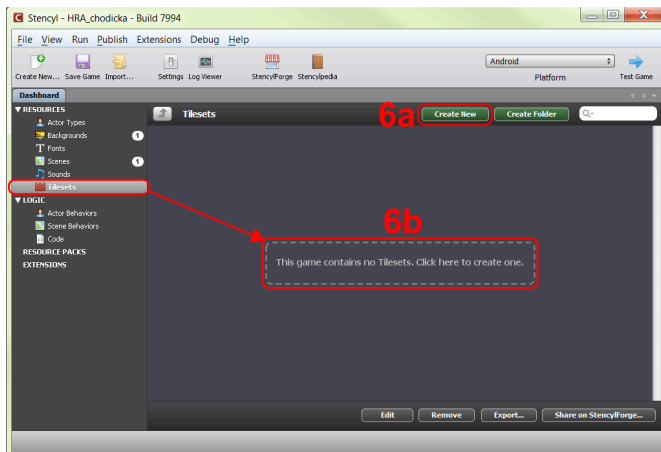 Stencyl - HRA_chodicka - Build 7994
File View Run Publish Extensions Debug Help
Create New... Save Game Import... Settings Log Viewer StencylForge Stencylpedia Android Platform Test Game
Dashboard
RESOURCES
Actor Types
Backgrounds 1
Fonts
Scenes 1
Sounds
Tilesets
LOGIC
Actor Behaviors
Scene Behaviors
Code
RESOURCE PACKS
EXTENSIONS
Tilesets 6a Create New Create Folder
6b
This game contains no Tilesets. Click here to create one.
Edit Remove Export... Share on StencylForge...